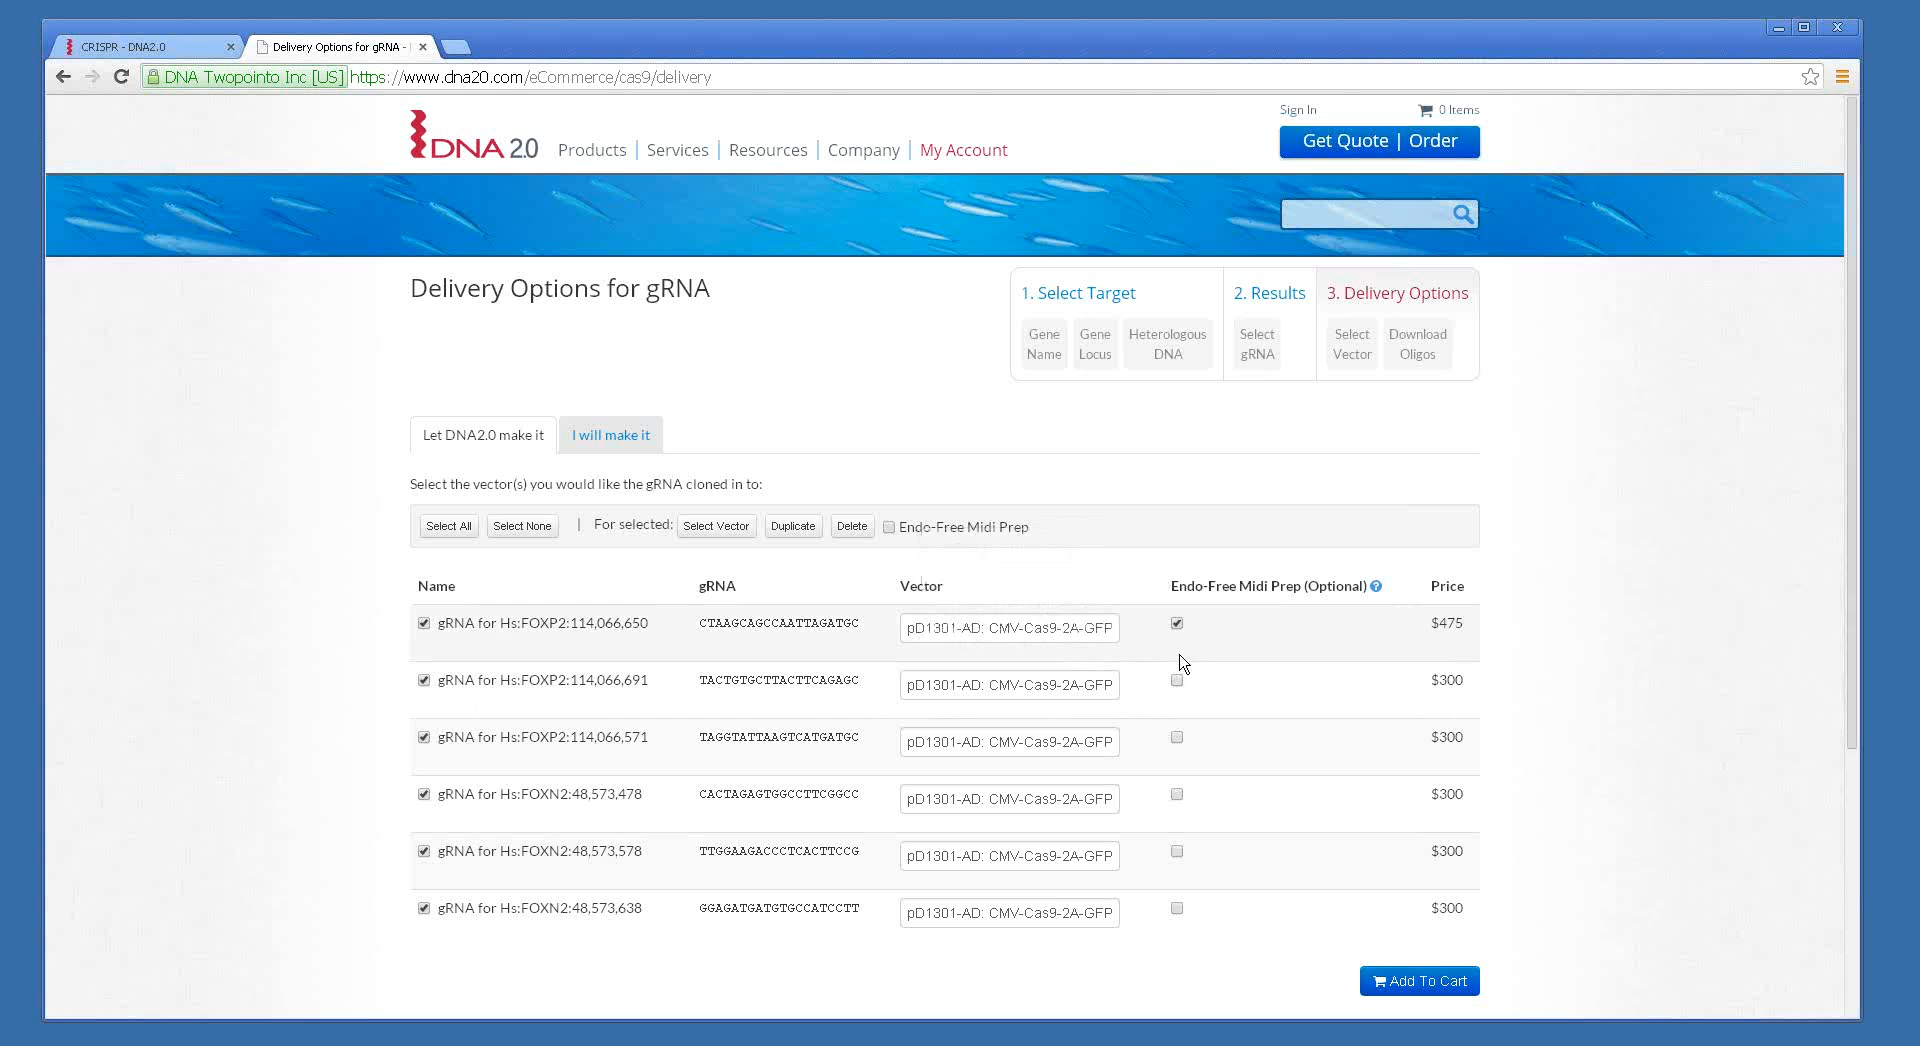 CRISPR - DNA2.0
Delivery Options for gRNA -
DNA Twopointo Inc [US] https://www.dna20.com/eCommerce/cas9/delivery
Sign In 0 Items
DNA 2.0 Products Services Resources Company My Account
Get Quote | Order
Delivery Options for gRNA
1. Select Target 2. Results 3. Delivery Options
Gene Name Gene Locus Heterologous DNA Select gRNA Select Vector Download Oligos
Let DNA2.0 make it I will make it
Select the vector(s) you would like the gRNA cloned in to:
Select All Select None | For selected: Select Vector Duplicate Delete Endo-Free Midi Prep
Name gRNA Vector Endo-Free Midi Prep (Optional) ? Price
gRNA for Hs:FOXP2:114,066,650 CTAAGCAGCCAATTAGATGC pD1301-AD: CMV-Cas9-2A-GFP $475
gRNA for Hs:FOXP2:114,066,691 TACTGTGCTTACTTCAGAGC pD1301-AD: CMV-Cas9-2A-GFP $300
gRNA for Hs:FOXP2:114,066,571 TAGGTATTAAGTCATGATGC pD1301-AD: CMV-Cas9-2A-GFP $300
gRNA for Hs:FOXN2:48,573,478 CACTAGAGTGGCCTTCGGCC pD1301-AD: CMV-Cas9-2A-GFP $300
gRNA for Hs:FOXN2:48,573,578 TTGGAAGACCCTCACTTCCG pD1301-AD: CMV-Cas9-2A-GFP $300
gRNA for Hs:FOXN2:48,573,638 GGAGATGATGTGCCATCCTT pD1301-AD: CMV-Cas9-2A-GFP $300
Add To Cart